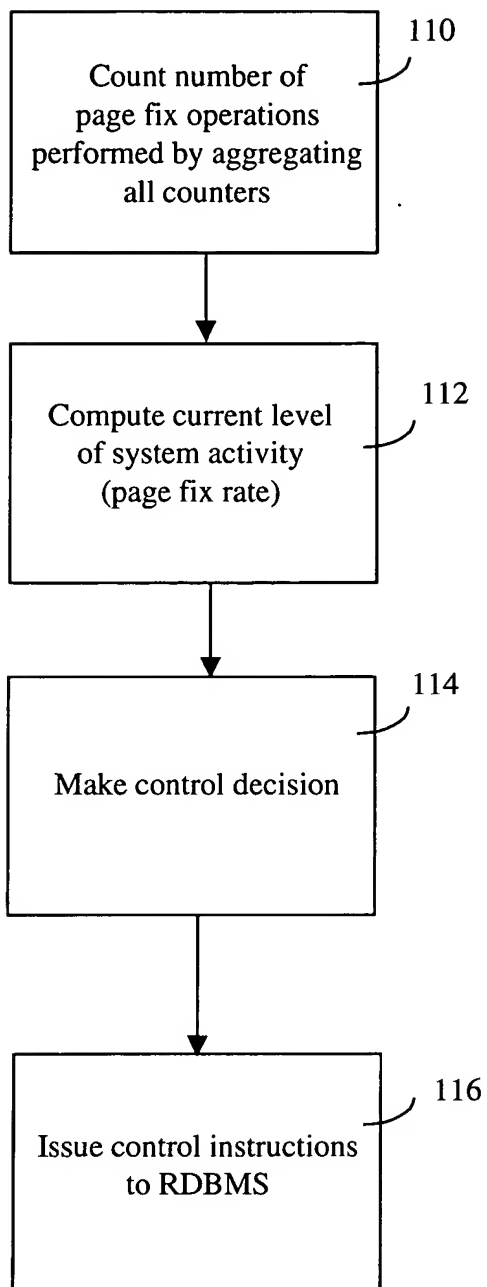 110
Count number of
page fix operations
performed by aggregating
all counters
112
Compute current level
of system activity
(page fix rate)
114
Make control decision
116
Issue control instructions
to RDBMS